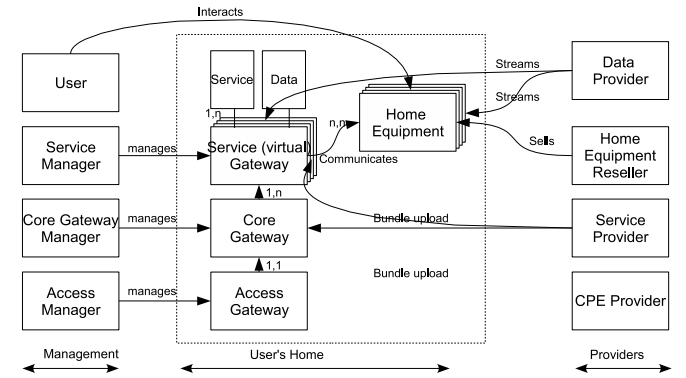 Interacts
User
Service
Data
Streams
Data
Provider
Streams
1,n
n,m
Home
Equipment
Service
Manager
manages
Service (virtual)
Gateway
Communicates
Sells
Home
Equipment
Reseller
1,n
Core Gateway
Manager
manages
Core
Gateway
Bundle upload
Service
Provider
1,1
Access
Manager
manages
Access
Gateway
Bundle upload
CPE Provider
Management
User's Home
Providers